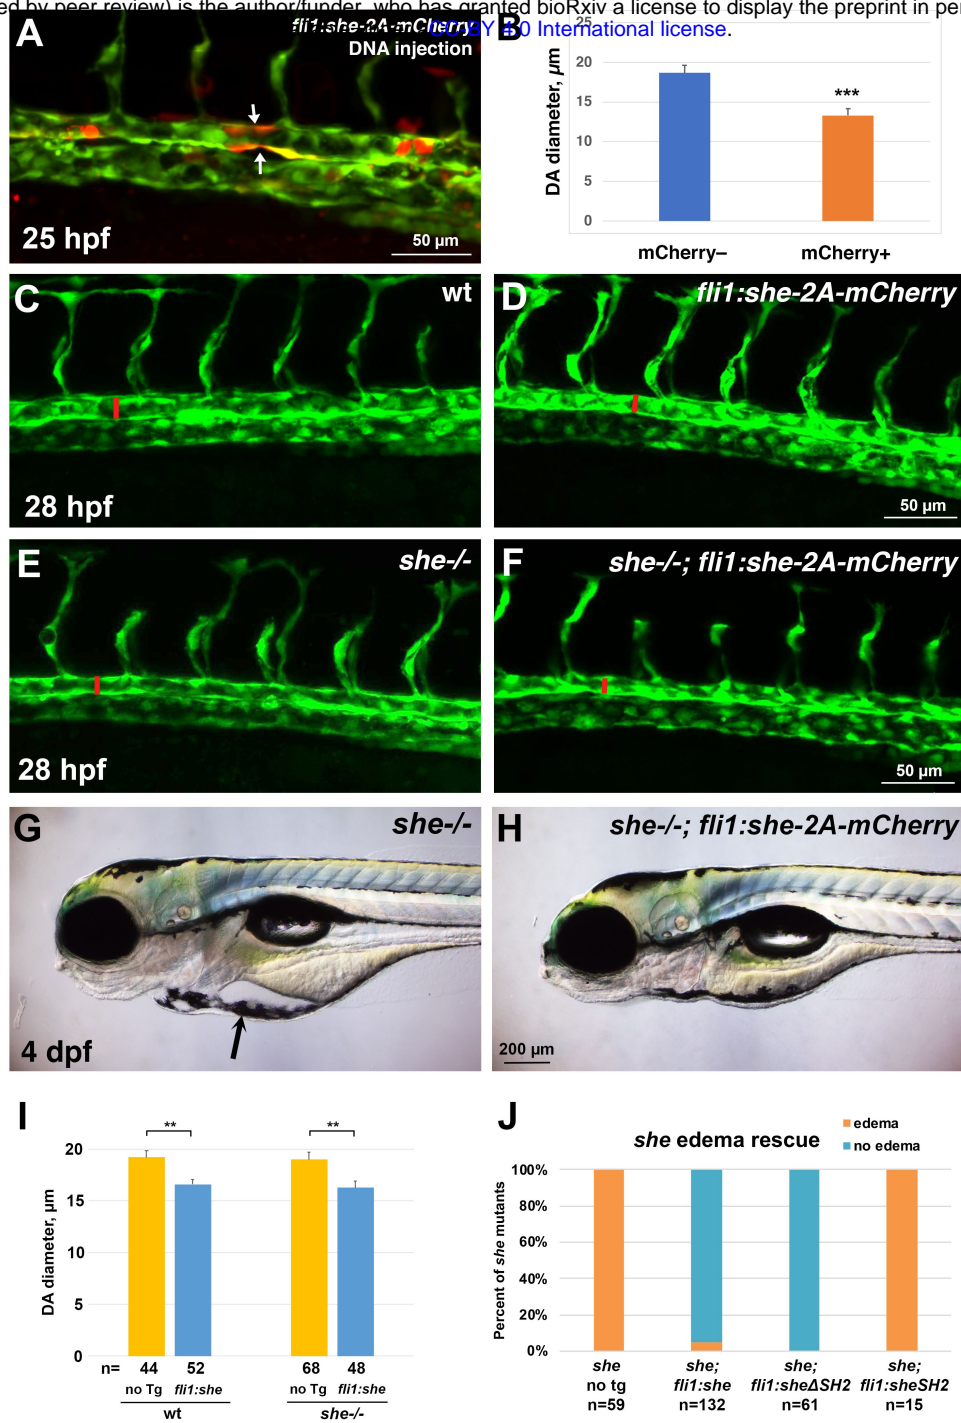 ed by peer review) is the author/funder, who has granted bioRxiv a license to display the preprint in per
CC-BY 4.0 International license.
A
fli1:she-2A-mCherry
DNA injection
25 hpf
50 µm
B
DA diameter, µm
25
20
15
10
5
0
***
mCherry–
mCherry+
C
wt
28 hpf
D
fli1:she-2A-mCherry
50 µm
E
she-/-
28 hpf
F
she-/-; fli1:she-2A-mCherry
50 µm
G
she-/-
4 dpf
H
she-/-; fli1:she-2A-mCherry
200 µm
I
DA diameter, µm
20
15
10
5
0
**
**
n= 44 52 68 48
no Tg fli1:she no Tg fli1:she
wt she-/-
J
she edema rescue
edema
no edema
Percent of she mutants
100%
80%
60%
40%
20%
0%
she no tg n=59
she; fli1:she n=132
she; fli1:she∆SH2 n=61
she; fli1:sheSH2 n=15